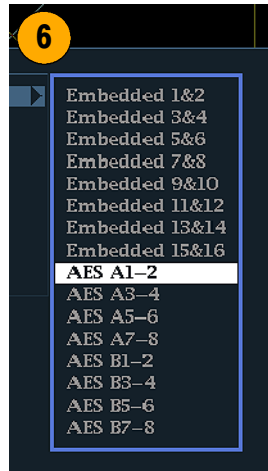 6
Embedded 1&2
Embedded 3&4
Embedded 5&6
Embedded 7&8
Embedded 9&10
Embedded 11&12
Embedded 13&14
Embedded 15&16
AES A1–2
AES A3–4
AES A5–6
AES A7–8
AES B1–2
AES B3–4
AES B5–6
AES B7–8